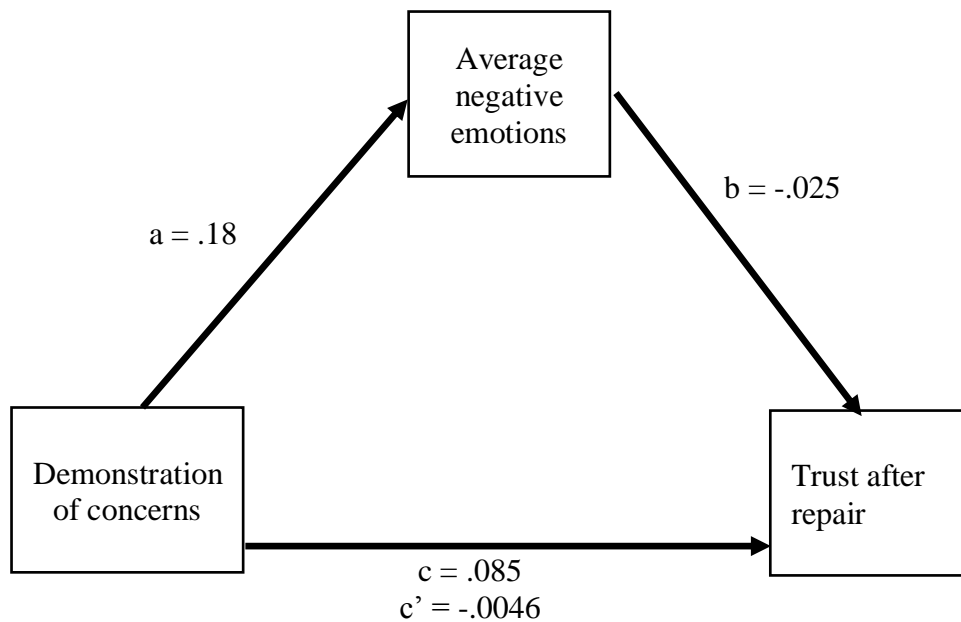 Average
negative
emotions
b = -.025
a = .18
Demonstration
of concerns
Trust after
repair
c = .085
c’ = -.0046